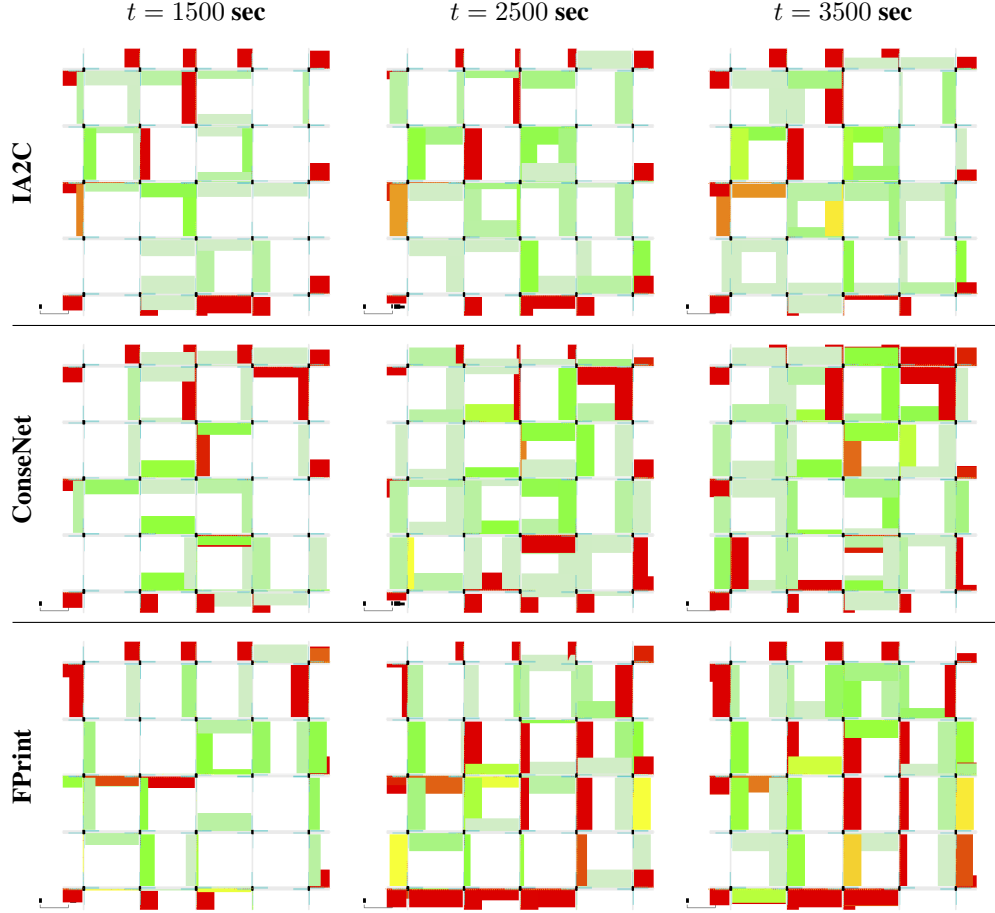 t = 1500 sec
t = 2500 sec
t = 3500 sec
IA2C
ConseNet
FPrint